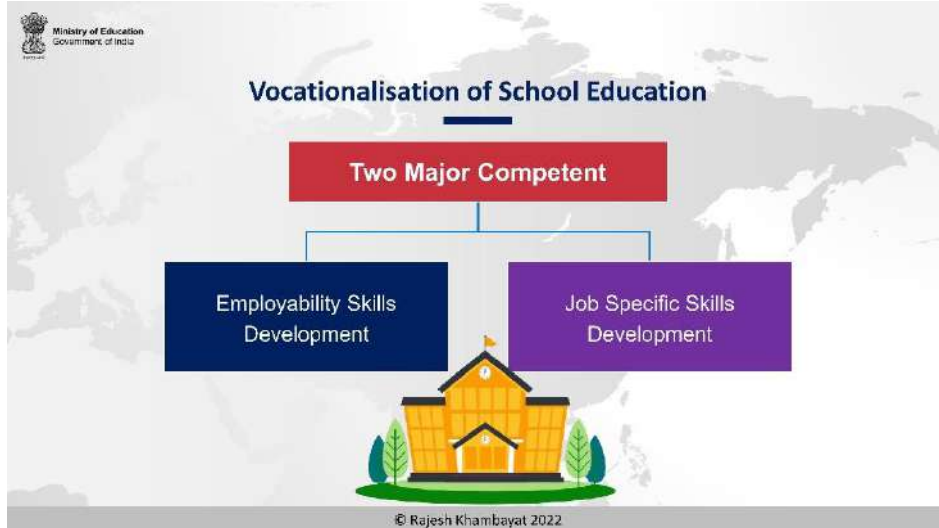 Ministry of Education
Government of India
Vocationalisation of School Education
Two Major Competent
Employability Skills
Development
Job Specific Skills
Development
© Rajesh Khambayat 2022